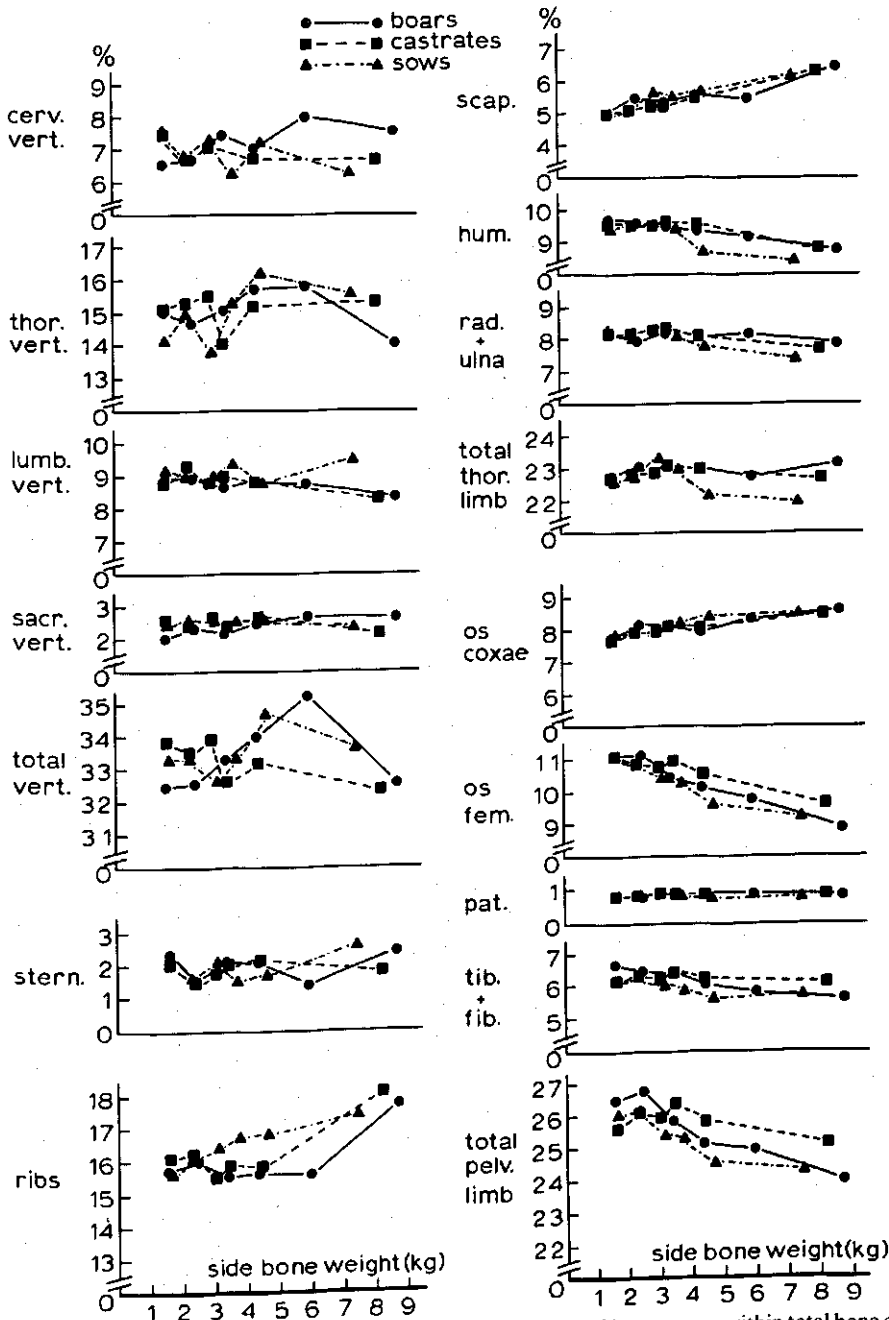 boars
castrates
sows
%
cerv.
vert.
9
8
7
6
0
thor.
vert.
17
16
15
14
13
0
lumb.
vert.
10
9
8
7
0
sacr.
vert.
3
2
0
total
vert.
35
34
33
32
31
0
stern.
3
2
1
0
ribs
18
17
16
15
14
13
0
side bone weight (kg)
1 2 3 4 5 6 7 8 9
%
scap.
7
6
5
4
0
hum.
10
9
0
rad.
+
ulna
9
8
7
0
total
thor.
limb
24
23
22
0
os
coxae
9
8
7
6
0
os
fem.
11
10
9
0
pat.
1
0
tib.
+
fib.
7
6
5
0
total
pelv.
limb
27
26
25
24
23
22
0
side bone weight (kg)
1 2 3 4 5 6 7 8 9
within total bone